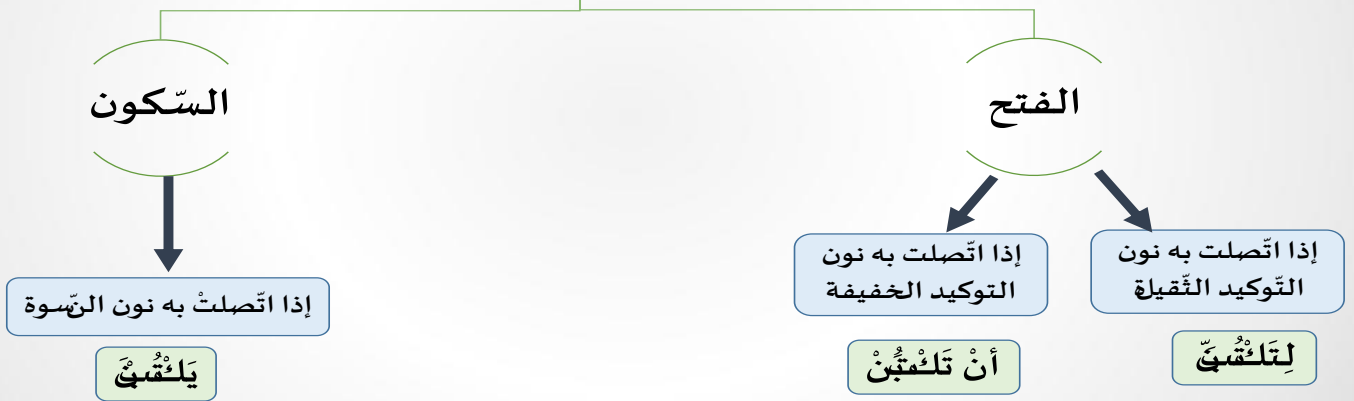 الفتح
السّكون
إذا اتّصلت به نون
التّوكيد الثّقيلة
إذا اتّصلت به نون
التوكيد الخفيفة
إذا اتّصلتْ به نون النّسوة
لِتَكْتُبَنَّ
أنْ تَكْتُبَنْ
يَكْتُبْنَ